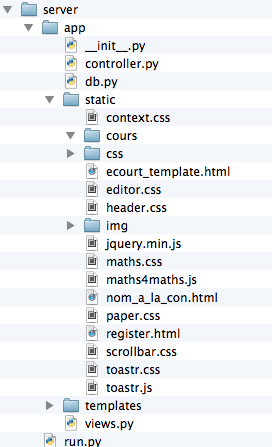 server
app
__init__.py
controller.py
db.py
static
context.css
cours
css
ecourt_template.html
editor.css
header.css
img
jquery.min.js
maths.css
maths4maths.js
nom_a_la_con.html
paper.css
register.html
scrollbar.css
toastr.css
toastr.js
templates
views.py
run.py